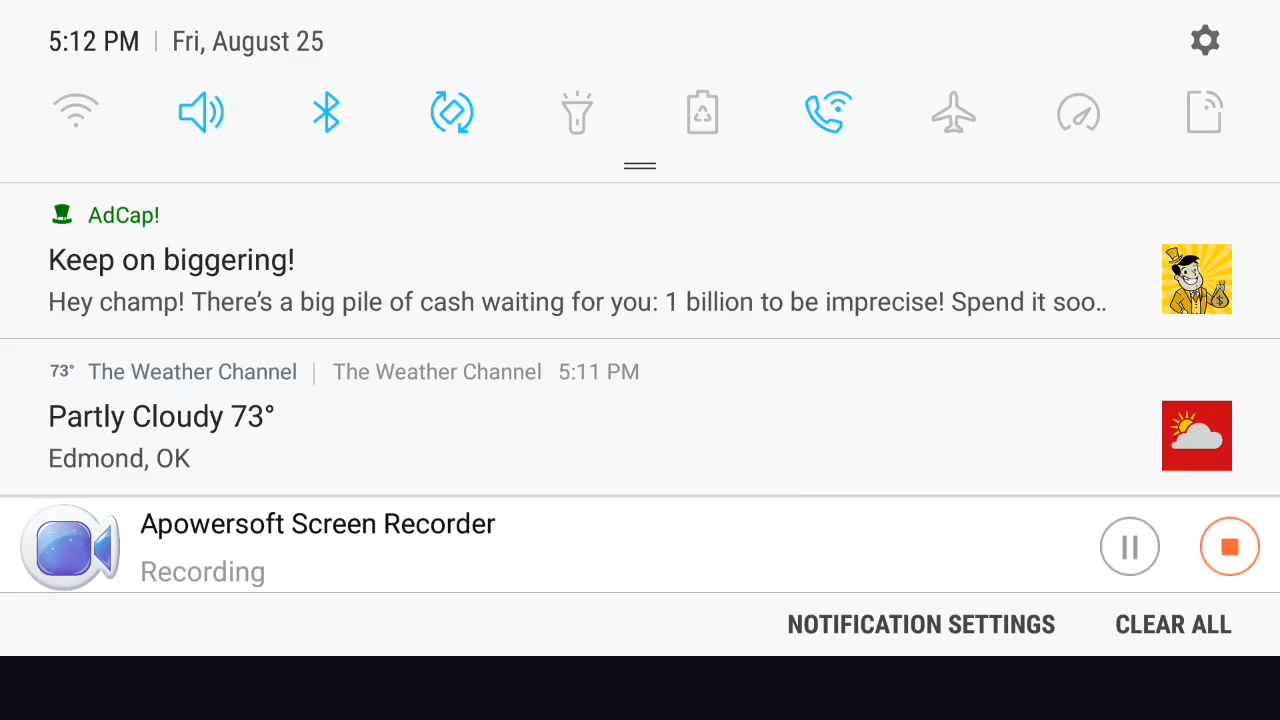 5:12 PM | Fri, August 25
AdCap!
Keep on biggering!
Hey champ! There’s a big pile of cash waiting for you: 1 billion to be imprecise! Spend it soo..
73° The Weather Channel | The Weather Channel 5:11 PM
Partly Cloudy 73°
Edmond, OK
Apowersoft Screen Recorder
Recording
NOTIFICATION SETTINGS CLEAR ALL